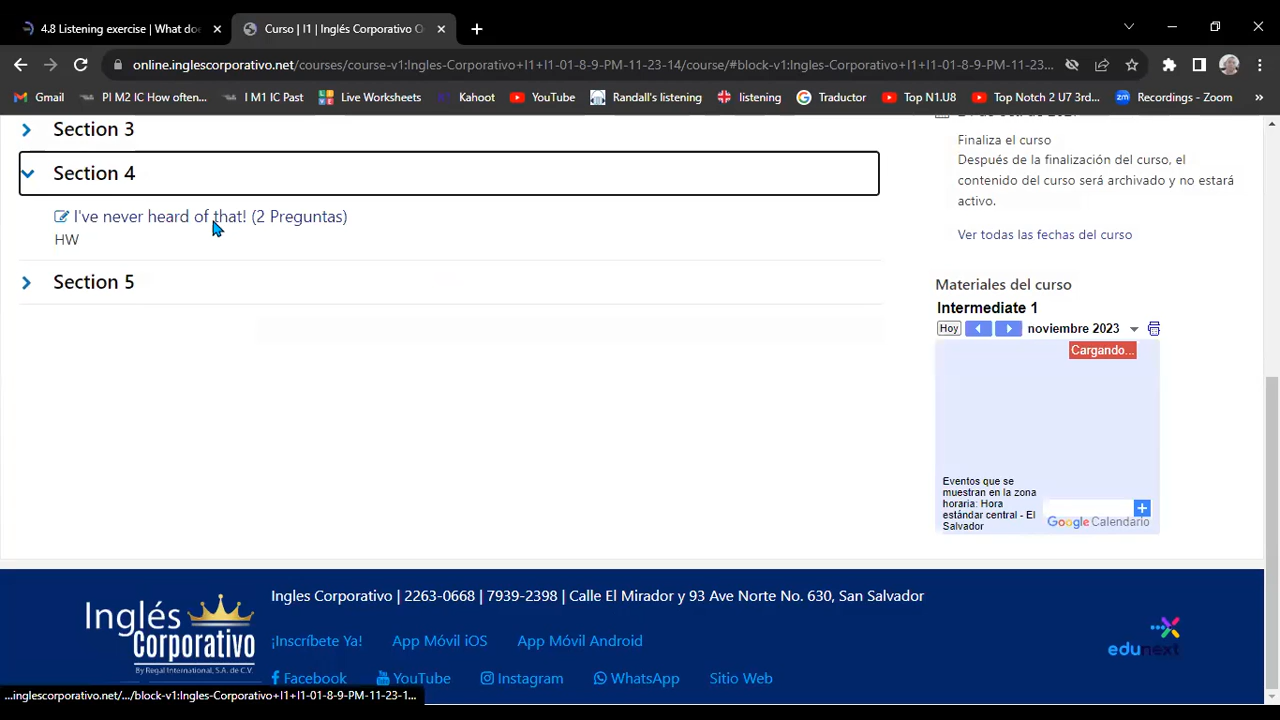 4.8 Listening exercise | What doe
Curso | I1 | Inglés Corporativo O
online.inglescorporativo.net/courses/course-v1:Ingles-Corporativo+I1+I1-01-8-9-PM-11-23-14/course/#block-v1:Ingles-Corporativo+I1+I1-01-8-9-PM-11-23...
Gmail
PI M2 IC How often...
I M1 IC Past
Live Worksheets
Kahoot
YouTube
Randall's listening
listening
Traductor
Top N1.U8
Top Notch 2 U7 3rd...
Recordings - Zoom
»
Section 3
Section 4
I've never heard of that! (2 Preguntas)
HW
Section 5
Finaliza el curso
Después de la finalización del curso, el
contenido del curso será archivado y no estará
activo.
Ver todas las fechas del curso
Materiales del curso
Intermediate 1
Hoy
noviembre 2023
Cargando...
Eventos que se
muestran en la zona
horaria: Hora
estándar central - El
Salvador
Google Calendario
Inglés
Corporativo
By Regal International, S.A. de C.V.
Ingles Corporativo | 2263-0668 | 7939-2398 | Calle El Mirador y 93 Ave Norte No. 630, San Salvador
¡Inscríbete Ya!
App Móvil iOS
App Móvil Android
Facebook
YouTube
Instagram
WhatsApp
Sitio Web
edunext
...inglescorporativo.net/.../block-v1:Ingles-Corporativo+I1+I1-01-8-9-PM-11-23-1...